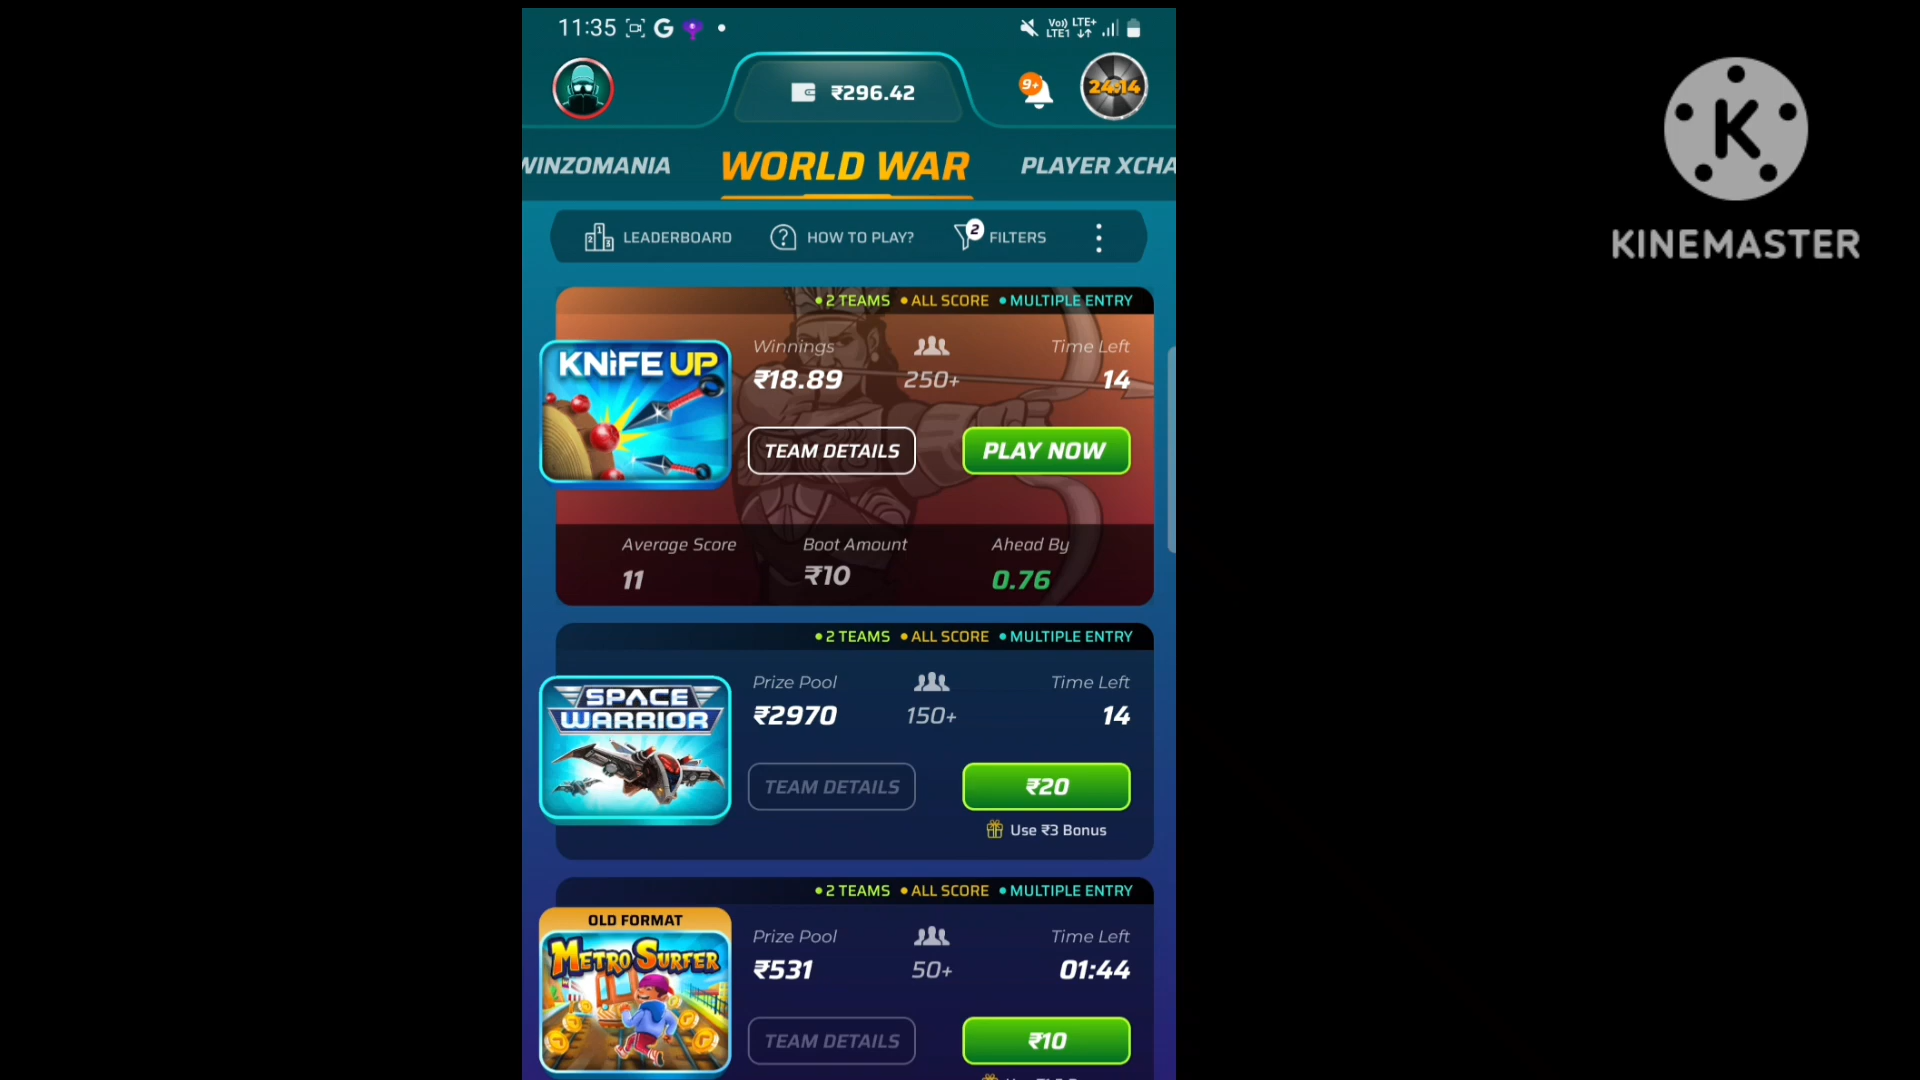 11:35
Vo)) LTE+
LTE1
₹296.42
9+
24:14
WINZOMANIA
WORLD WAR
PLAYER XCHA
LEADERBOARD
HOW TO PLAY?
2
FILTERS
2 TEAMS ALL SCORE MULTIPLE ENTRY
KNIFE UP
Winnings
Time Left
₹18.89
250+
14
TEAM DETAILS
PLAY NOW
Average Score
Boot Amount
Ahead By
11
₹10
0.76
2 TEAMS ALL SCORE MULTIPLE ENTRY
SPACE
WARRIOR
Prize Pool
Time Left
₹2970
150+
14
TEAM DETAILS
₹20
Use ₹3 Bonus
2 TEAMS ALL SCORE MULTIPLE ENTRY
OLD FORMAT
METRO SURFER
Prize Pool
Time Left
₹531
50+
01:44
TEAM DETAILS
₹10
K
KINEMASTER